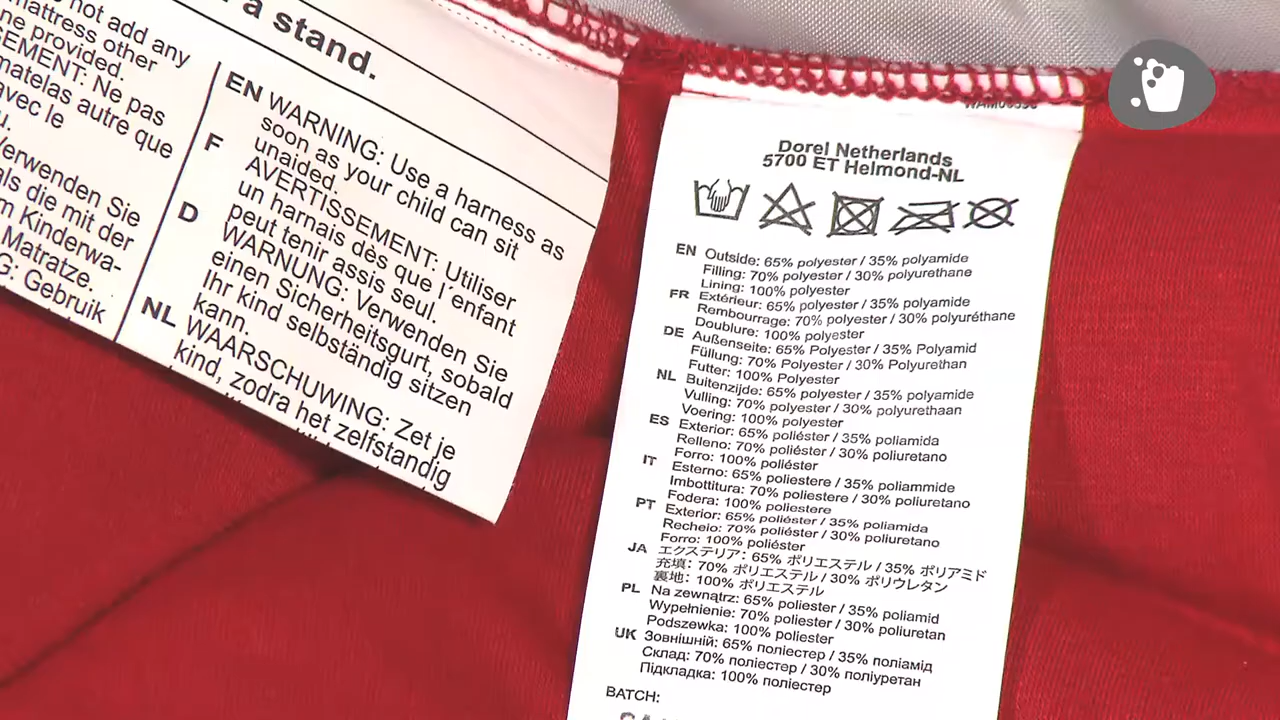 a stand.
not add any
mattress other
ne provided.
SEMENT: Ne pas
matelas autre que
avec le
u.
Verwenden Sie
als die mit der
m Kinderwa-
Matratze.
G: Gebruik
EN WARNING: Use a harness as
soon as your child can sit
unaided.
F AVERTISSEMENT: Utiliser
un harnais dès que l'enfant
peut tenir assis seul.
D WARNUNG: Verwenden Sie
einen Sicherheitsgurt, sobald
Ihr kind selbständig sitzen
kann.
NL WAARSCHUWING: Zet je
kind, zodra het zelfstandig
Dorel Netherlands
5700 ET Helmond-NL
EN Outside: 65% polyester / 35% polyamide
Filling: 70% polyester / 30% polyurethane
Lining: 100% polyester
FR Extérieur: 65% polyester / 35% polyamide
Rembourrage: 70% polyester / 30% polyuréthane
Doublure: 100% polyester
DE Außenseite: 65% Polyester / 35% Polyamid
Füllung: 70% Polyester / 30% Polyurethan
Futter: 100% Polyester
NL Buitenzijde: 65% polyester / 35% polyamide
Vulling: 70% polyester / 30% polyurethaan
Voering: 100% polyester
ES Exterior: 65% poliéster / 35% poliamida
Relleno: 70% poliéster / 30% poliuretano
Forro: 100% poliéster
IT Esterno: 65% poliestere / 35% poliammide
Imbottitura: 70% poliestere / 30% poliuretano
Fodera: 100% poliestere
PT Exterior: 65% poliéster / 35% poliamida
Recheio: 70% poliéster / 30% poliuretano
Forro: 100% poliéster
JA エクステリア: 65% ポリエステル / 35% ポリアミド
充填: 70% ポリエステル / 30% ポリウレタン
裏地: 100% ポリエステル
PL Na zewnątrz: 65% poliester / 35% poliamid
Wypełnienie: 70% poliester / 30% poliuretan
Podszewka: 100% poliester
UK Зовнішній: 65% поліестер / 35% поліамід
Склад: 70% поліестер / 30% поліуретан
Підкладка: 100% поліестер
BATCH: